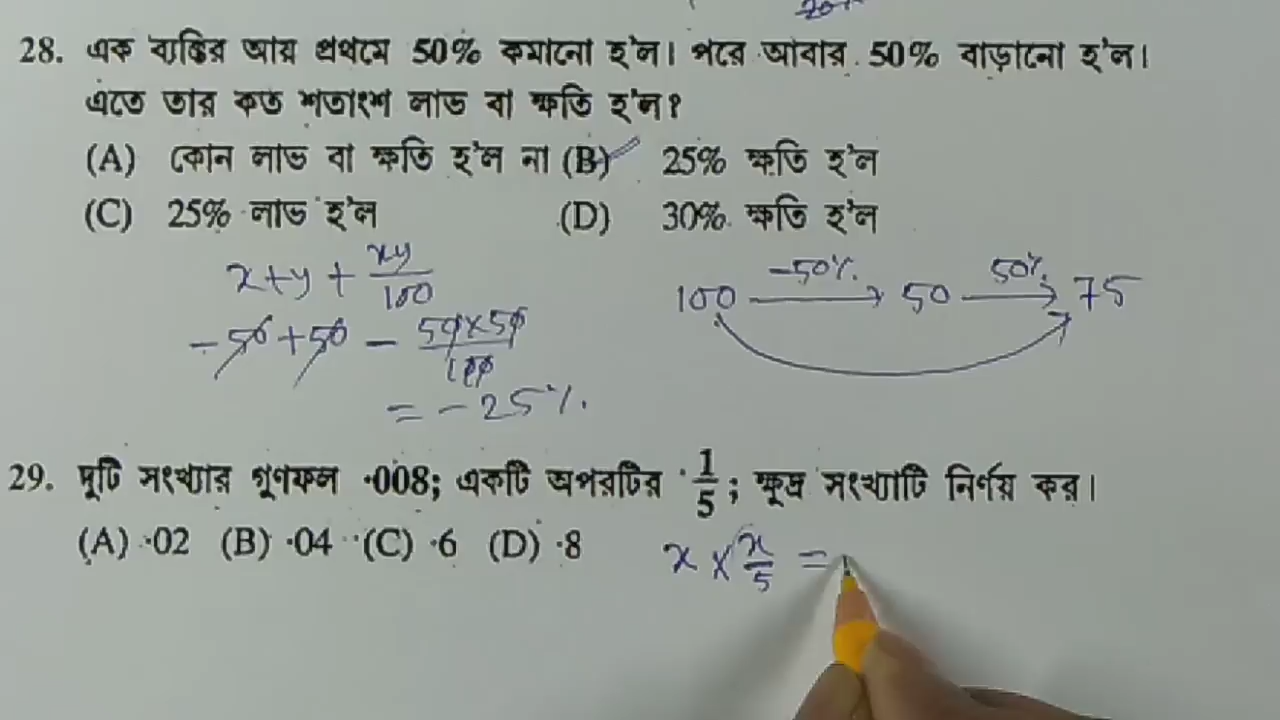 28. এক ব্যক্তির আয় প্রথমে 50% কমানো হ'ল। পরে আবার 50% বাড়ানো হ'ল।
এতে তার কত শতাংশ লাভ বা ক্ষতি হ'ল?
(A) কোন লাভ বা ক্ষতি হ'ল না (B) 25% ক্ষতি হ'ল
(C) 25% লাভ হ'ল (D) 30% ক্ষতি হ'ল
x+y+xy/100
100 -50% 50 50% 75
-50+50-50×50/100
=-25%
29. দুটি সংখ্যার গুণফল ·008; একটি অপরটির 1/5; ক্ষুদ্র সংখ্যাটি নির্ণয় কর।
(A) ·02 (B) ·04 (C) ·6 (D) ·8
x×x/5=